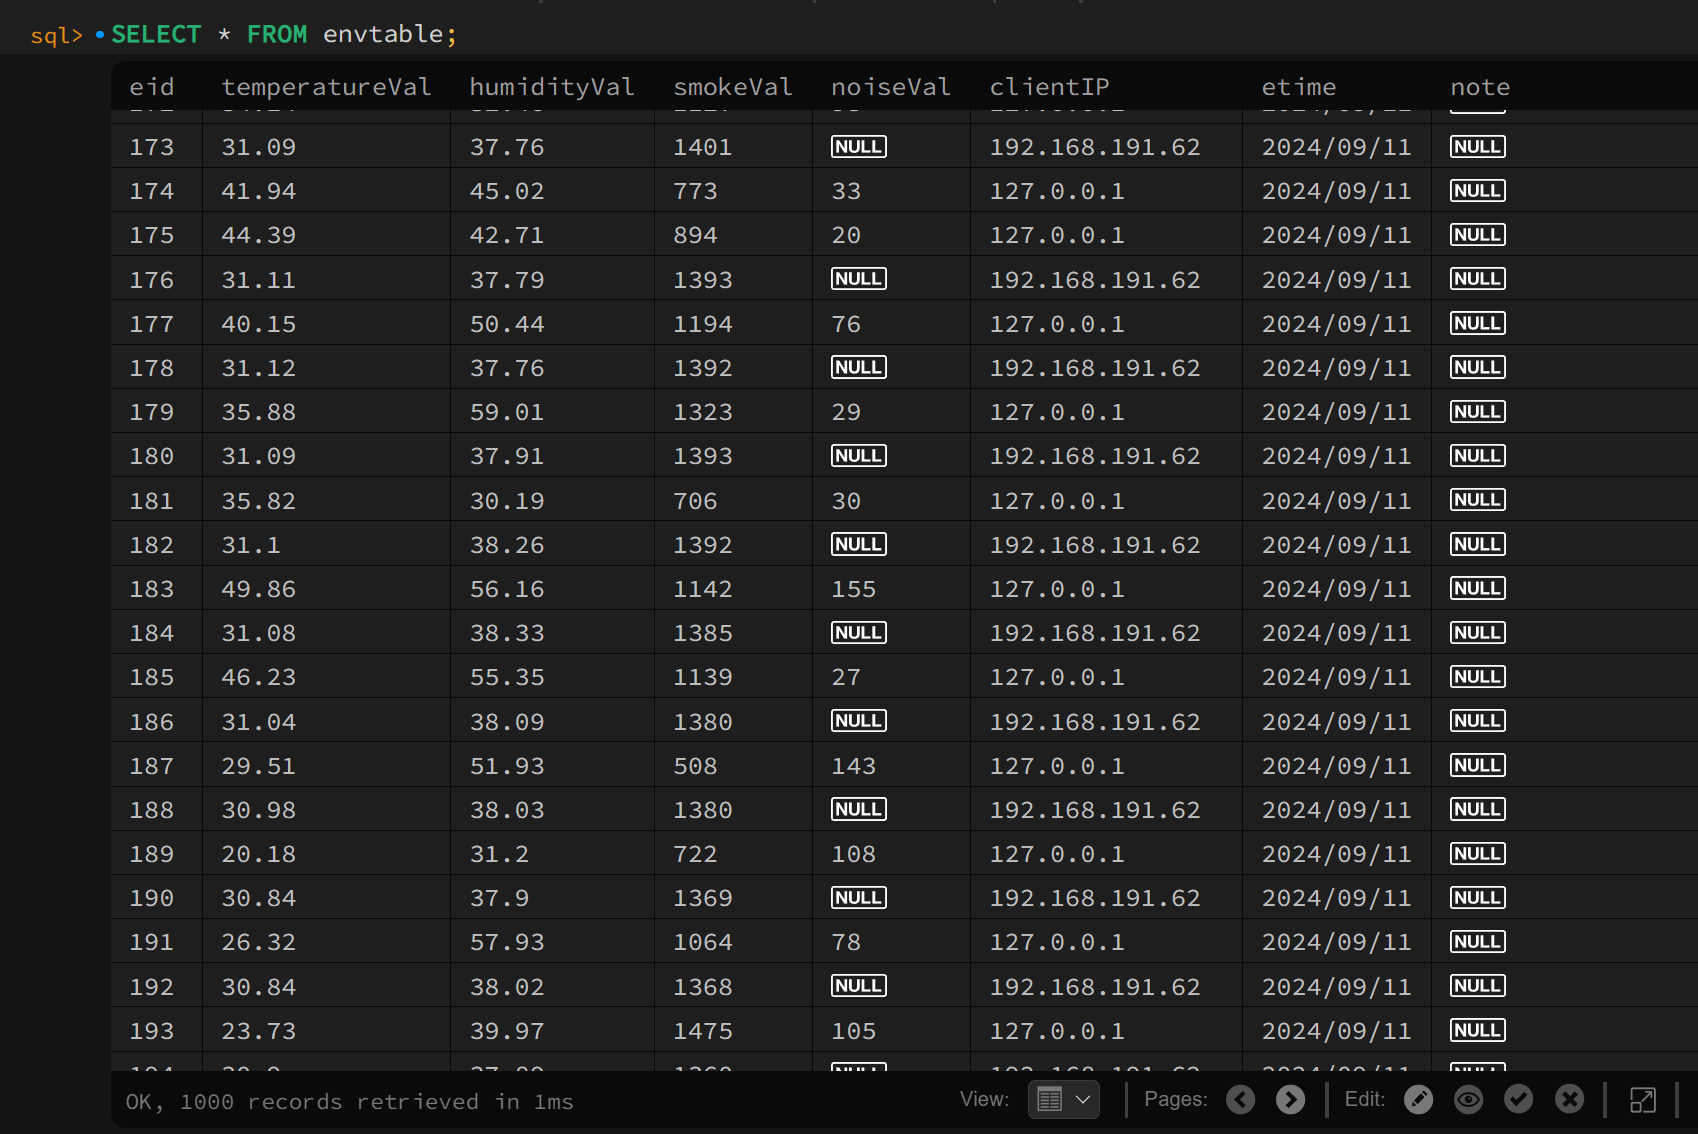 sql> SELECT * FROM envtable;
eid temperatureVal humidityVal smokeVal noiseVal clientIP etime note
173 31.09 37.76 1401 NULL 192.168.191.62 2024/09/11 NULL
174 41.94 45.02 773 33 127.0.0.1 2024/09/11 NULL
175 44.39 42.71 894 20 127.0.0.1 2024/09/11 NULL
176 31.11 37.79 1393 NULL 192.168.191.62 2024/09/11 NULL
177 40.15 50.44 1194 76 127.0.0.1 2024/09/11 NULL
178 31.12 37.76 1392 NULL 192.168.191.62 2024/09/11 NULL
179 35.88 59.01 1323 29 127.0.0.1 2024/09/11 NULL
180 31.09 37.91 1393 NULL 192.168.191.62 2024/09/11 NULL
181 35.82 30.19 706 30 127.0.0.1 2024/09/11 NULL
182 31.1 38.26 1392 NULL 192.168.191.62 2024/09/11 NULL
183 49.86 56.16 1142 155 127.0.0.1 2024/09/11 NULL
184 31.08 38.33 1385 NULL 192.168.191.62 2024/09/11 NULL
185 46.23 55.35 1139 27 127.0.0.1 2024/09/11 NULL
186 31.04 38.09 1380 NULL 192.168.191.62 2024/09/11 NULL
187 29.51 51.93 508 143 127.0.0.1 2024/09/11 NULL
188 30.98 38.03 1380 NULL 192.168.191.62 2024/09/11 NULL
189 20.18 31.2 722 108 127.0.0.1 2024/09/11 NULL
190 30.84 37.9 1369 NULL 192.168.191.62 2024/09/11 NULL
191 26.32 57.93 1064 78 127.0.0.1 2024/09/11 NULL
192 30.84 38.02 1368 NULL 192.168.191.62 2024/09/11 NULL
193 23.73 39.97 1475 105 127.0.0.1 2024/09/11 NULL
OK, 1000 records retrieved in 1ms View: Pages: Edit: